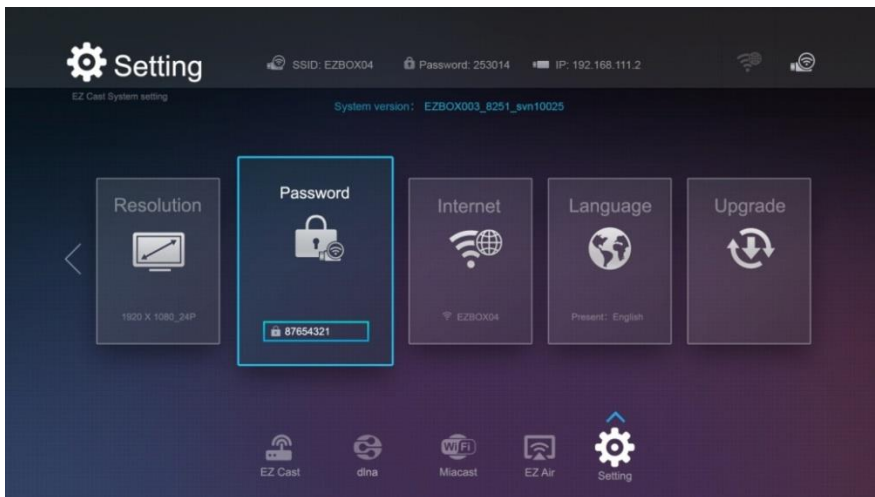 Setting
SSID: EZBOX04
Password: 253014
IP: 192.168.111.2
EZ Cast System setting
System version: EZBOX003_8251_svn10025
Resolution
1920 X 1080_24P
Password
87654321
Internet
EZBOX04
Language
Present: English
Upgrade
EZ Cast
dlna
WiFi
Miacast
EZ Air
Setting